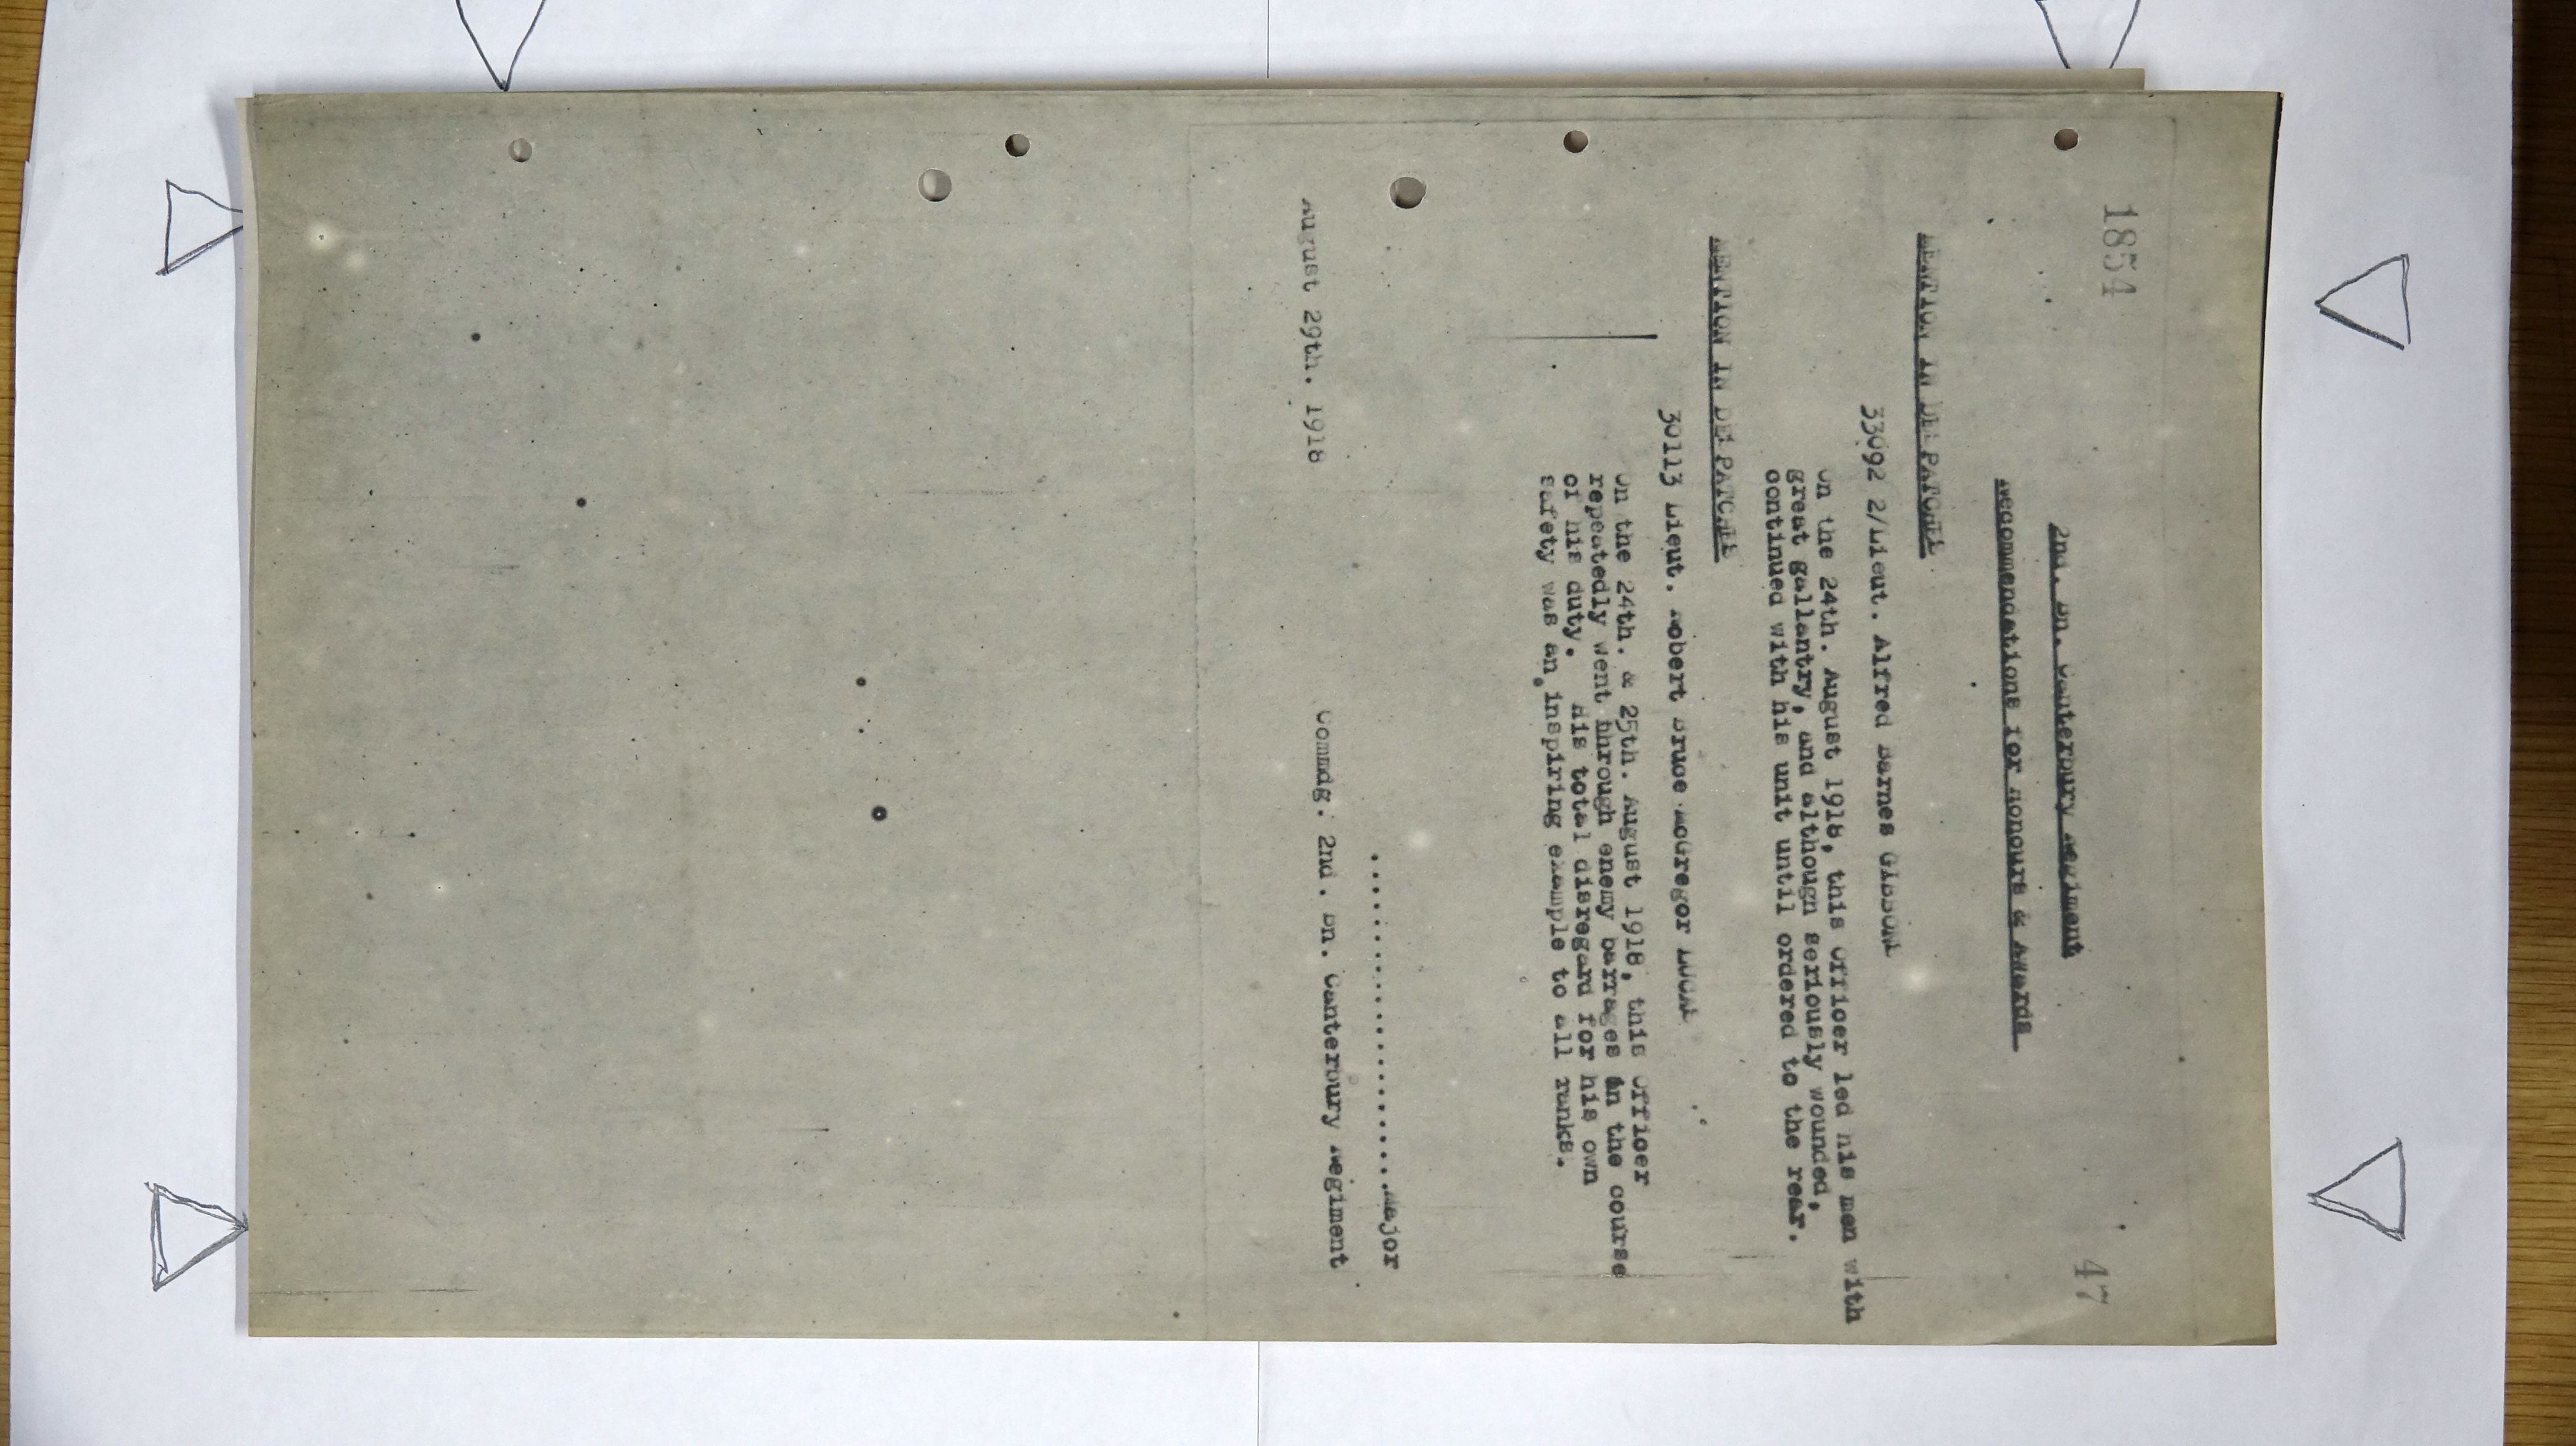 1854
47
2nd. Bn. Canterbury Regiment
Recommendations for Honours & Awards
MENTION IN DESPATCHES
33092 2/Lieut. Alfred Barnes GIBSON
On the 24th. August 1918, this Officer led his men with
great gallantry, and although seriously wounded,
continued with his unit until ordered to the rear.
MENTION IN DESPATCHES
30113 Lieut. Robert Bruce McGregor LUCAS
On the 24th. & 25th. August 1918, this Officer
repeatedly went through enemy barrages in the course
of his duty. His total disregard for his own
safety was an inspiring example to all ranks.
..........................Major
August 29th. 1918 Commdg. 2nd. Bn. Canterbury Regiment